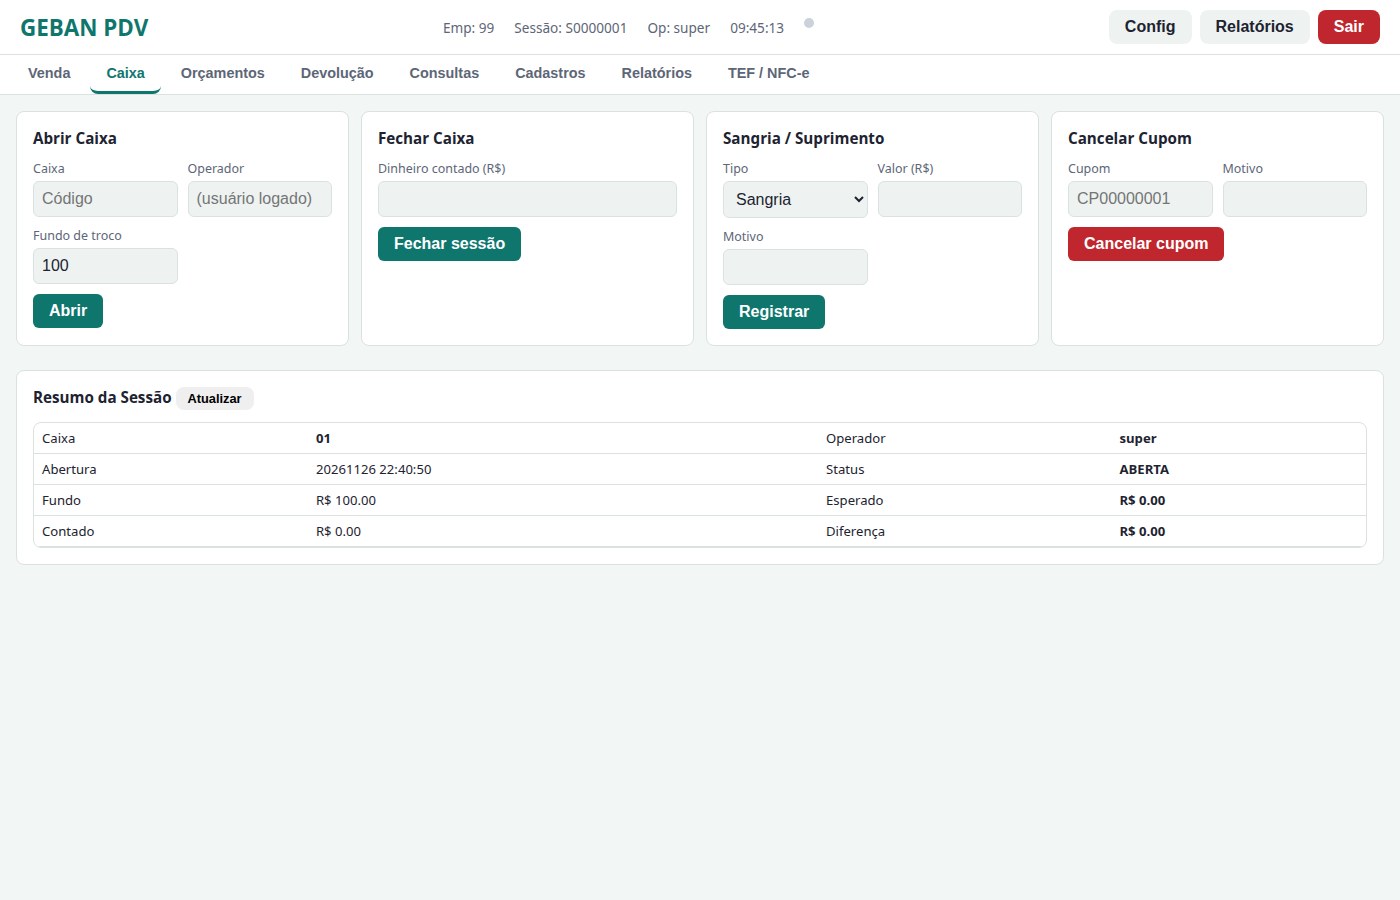 GEBAN PDV
Emp: 99 Sessão: S0000001 Op: super 09:45:13
Config Relatórios Sair
Venda Caixa Orçamentos Devolução Consultas Cadastros Relatórios TEF / NFC-e
Abrir Caixa
Caixa Operador
Código (usuário logado)
Fundo de troco
100
Abrir
Fechar Caixa
Dinheiro contado (R$)
Fechar sessão
Sangria / Suprimento
Tipo Valor (R$)
Sangria
Motivo
Registrar
Cancelar Cupom
Cupom Motivo
CP00000001
Cancelar cupom
Resumo da Sessão Atualizar
Caixa 01 Operador super
Abertura 20261126 22:40:50 Status ABERTA
Fundo R$ 100.00 Esperado R$ 0.00
Contado R$ 0.00 Diferença R$ 0.00